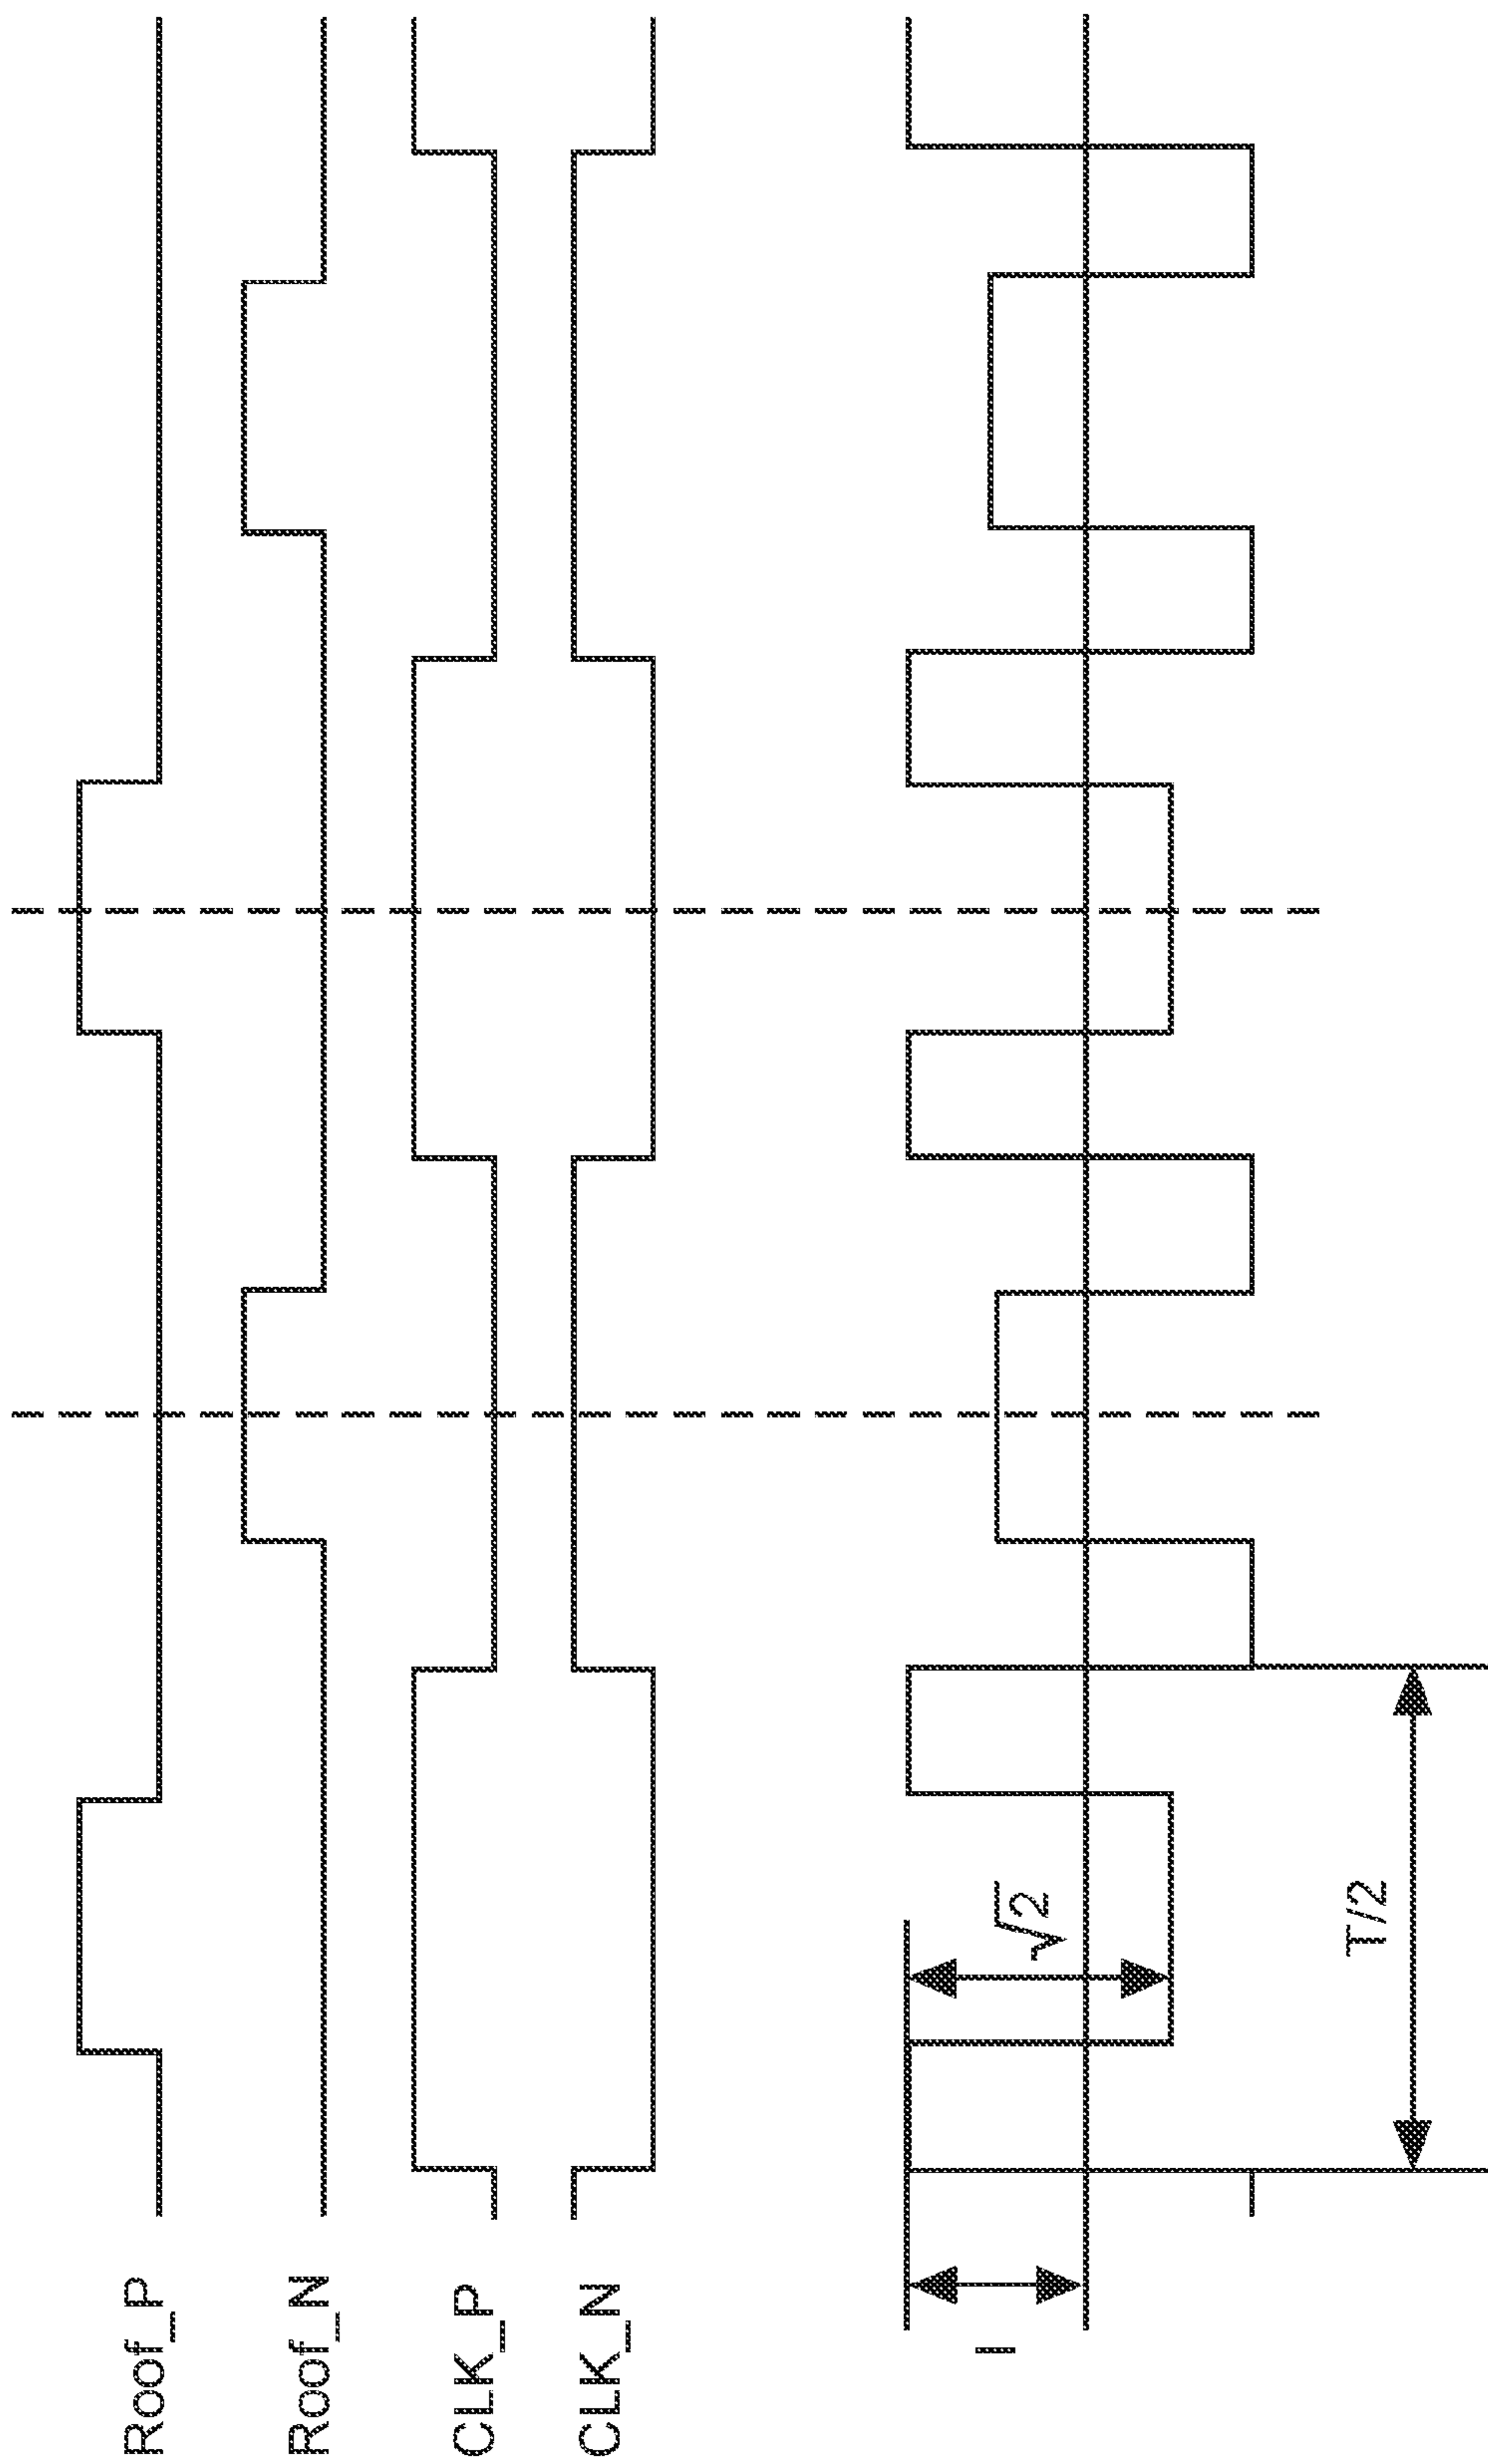 Roof_P
Roof_N
CLK_P
CLK_N
I
√2
T/2